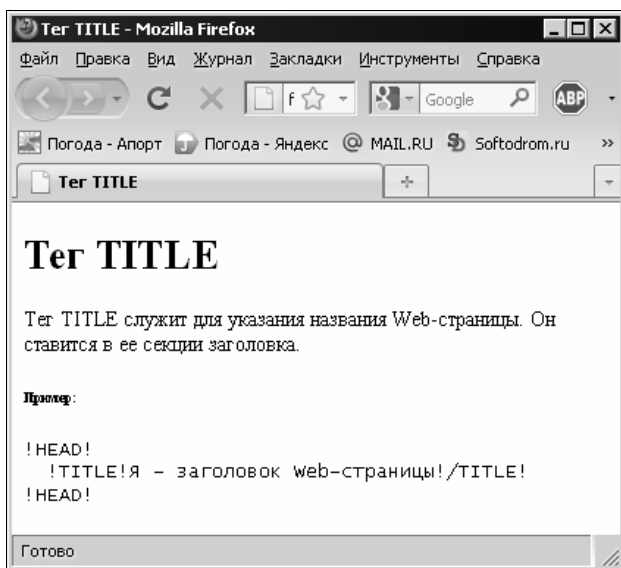 Тег TITLE - Mozilla Firefox
Файл Правка Вид Журнал Закладки Инструменты Справка
f Google ABP
Погода - Апорт Погода - Яндекс MAIL.RU Softodrom.ru »
Тег TITLE
Тег TITLE
Тег TITLE служит для указания названия Web-страницы. Он
ставится в ее секции заголовка.
Пример:
!HEAD!
!TITLE!Я – заголовок Web-страницы!/TITLE!
!HEAD!
Готово